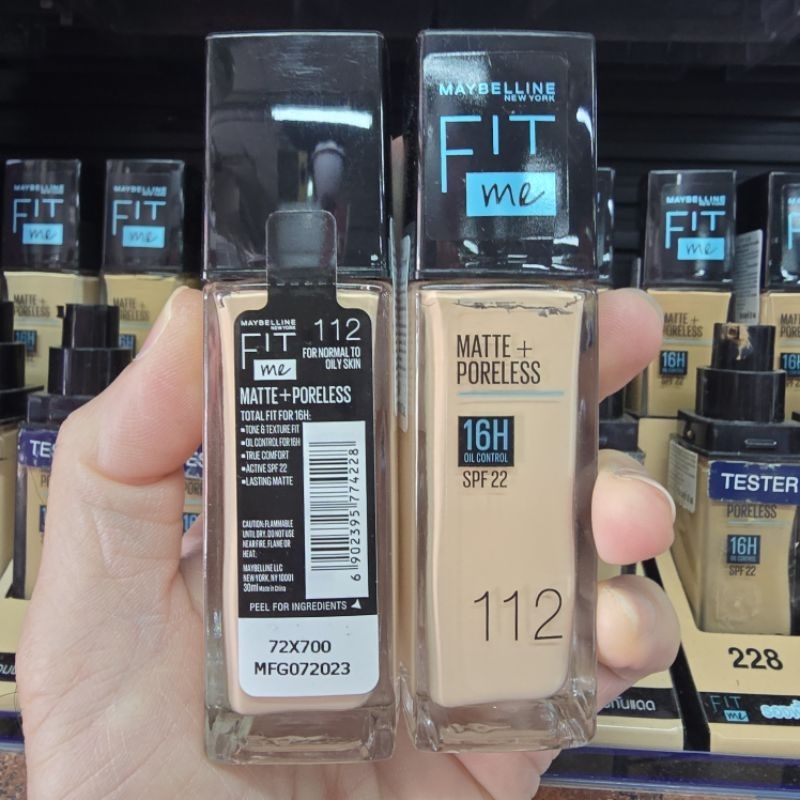 MAYBELLINE
NEW YORK
FIT
me
112
FOR NORMAL TO
OILY SKIN
MATTE+PORELESS
TOTAL FIT FOR 16H:
-TONE & TEXTURE FIT
-OIL CONTROL FOR 16H
-TRUE COMFORT
-ACTIVE SPF 22
-LASTING MATTE
CAUTION: FLAMMABLE
UNTIL DRY. DO NOT USE
NEAR FIRE, FLAME OR
HEAT.
MAYBELLINE LLC
NEW YORK, NY 10001
30ml Made in China
6 902395 774228
PEEL FOR INGREDIENTS
72X700
MFG072023
MAYBELLINE
NEW YORK
FIT
me
MATTE +
PORELESS
16H
OIL CONTROL
SPF 22
112
MAYBELLINE
FIT
me
MAYBELLINE
FIT
me
MATTE +
PORELESS
MAYBELLINE
FIT
me
MATTE +
PORELESS
16H
SPF 22
TESTER
PORELESS
16H
SPF 22
228
FIT
me